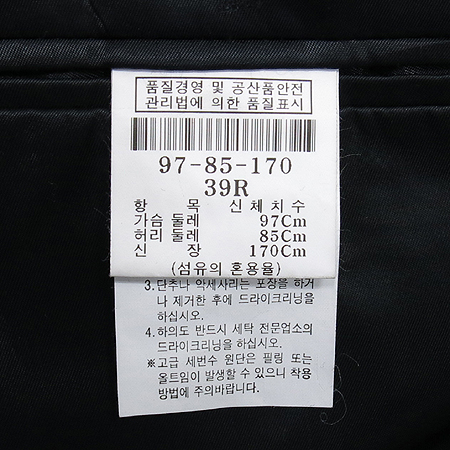 품질경영 및 공산품안전
관리법에 의한 품질표시
97-85-170
39R
항 목 신체치수
가슴 둘레 97Cm
허리 둘레 85Cm
신 장 170Cm
(섬유의 혼용율)
3.단추나 악세사리는 포장을 하거
나 제거한 후에 드라이크리닝을
하십시오.
4.하의도 반드시 세탁 전문업소의
드라이크리닝을 하십시오.
※고급 세번수 원단은 필링 또는
올트임이 발생할 수 있으니 착용
방법에 주의바랍니다.